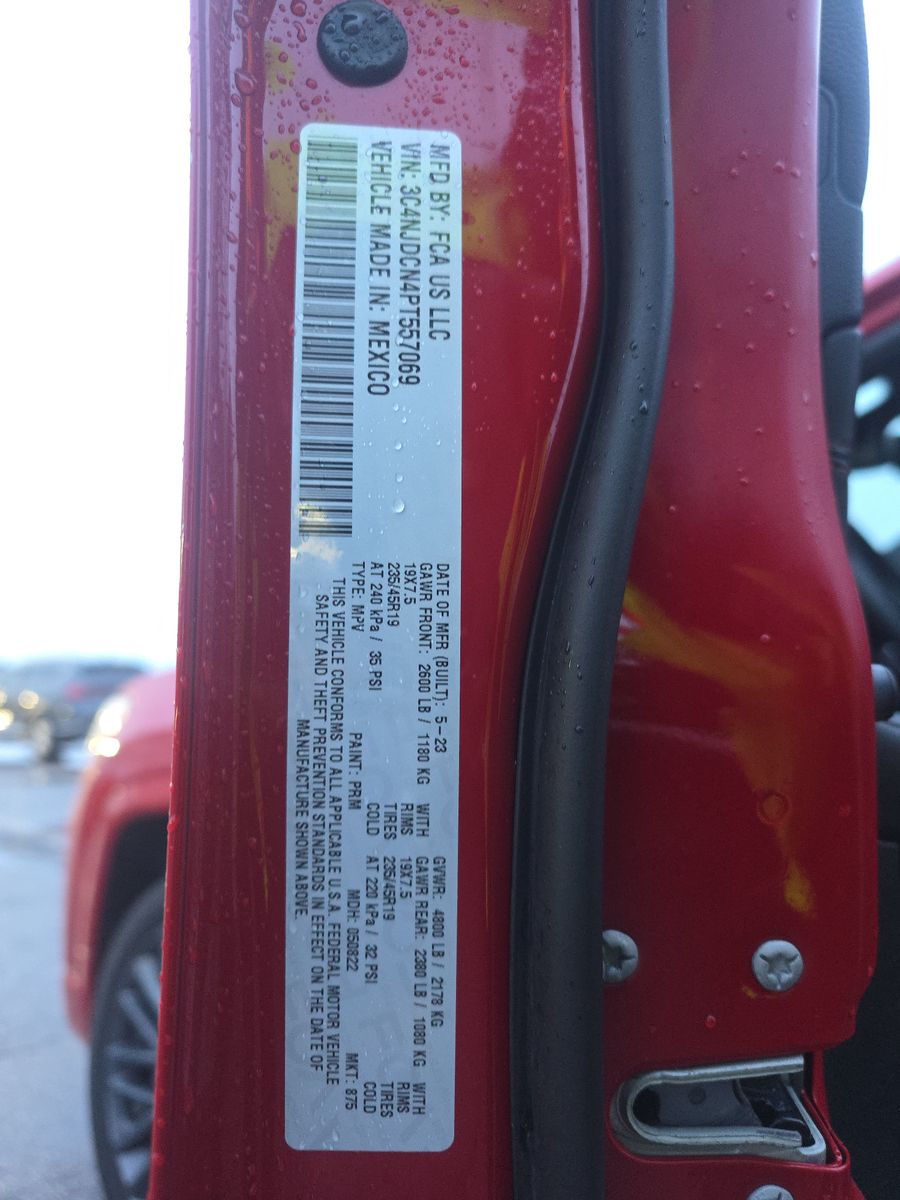 MFD BY: FCA US LLC
VIN: 3C4NJDCN4PT557069
VEHICLE MADE IN: MEXICO
DATE OF MFR (BUILT): 5-23 GVWR: 4800 LB / 2178 KG
GAWR FRONT: 2600 LB / 1180 KG WITH GAWR REAR: 2380 LB / 1080 KG WITH
19X7.5 RIMS 19X7.5 RIMS
235/45R19 TIRES 235/45R19 TIRES
AT 240 kPa / 35 PSI COLD AT 220 kPa / 32 PSI COLD
TYPE: MPV PAINT: PRM MDH: 050822 MKT: 875
THIS VEHICLE CONFORMS TO ALL APPLICABLE U.S.A. FEDERAL MOTOR VEHICLE
SAFETY AND THEFT PREVENTION STANDARDS IN EFFECT ON THE DATE OF
MANUFACTURE SHOWN ABOVE.